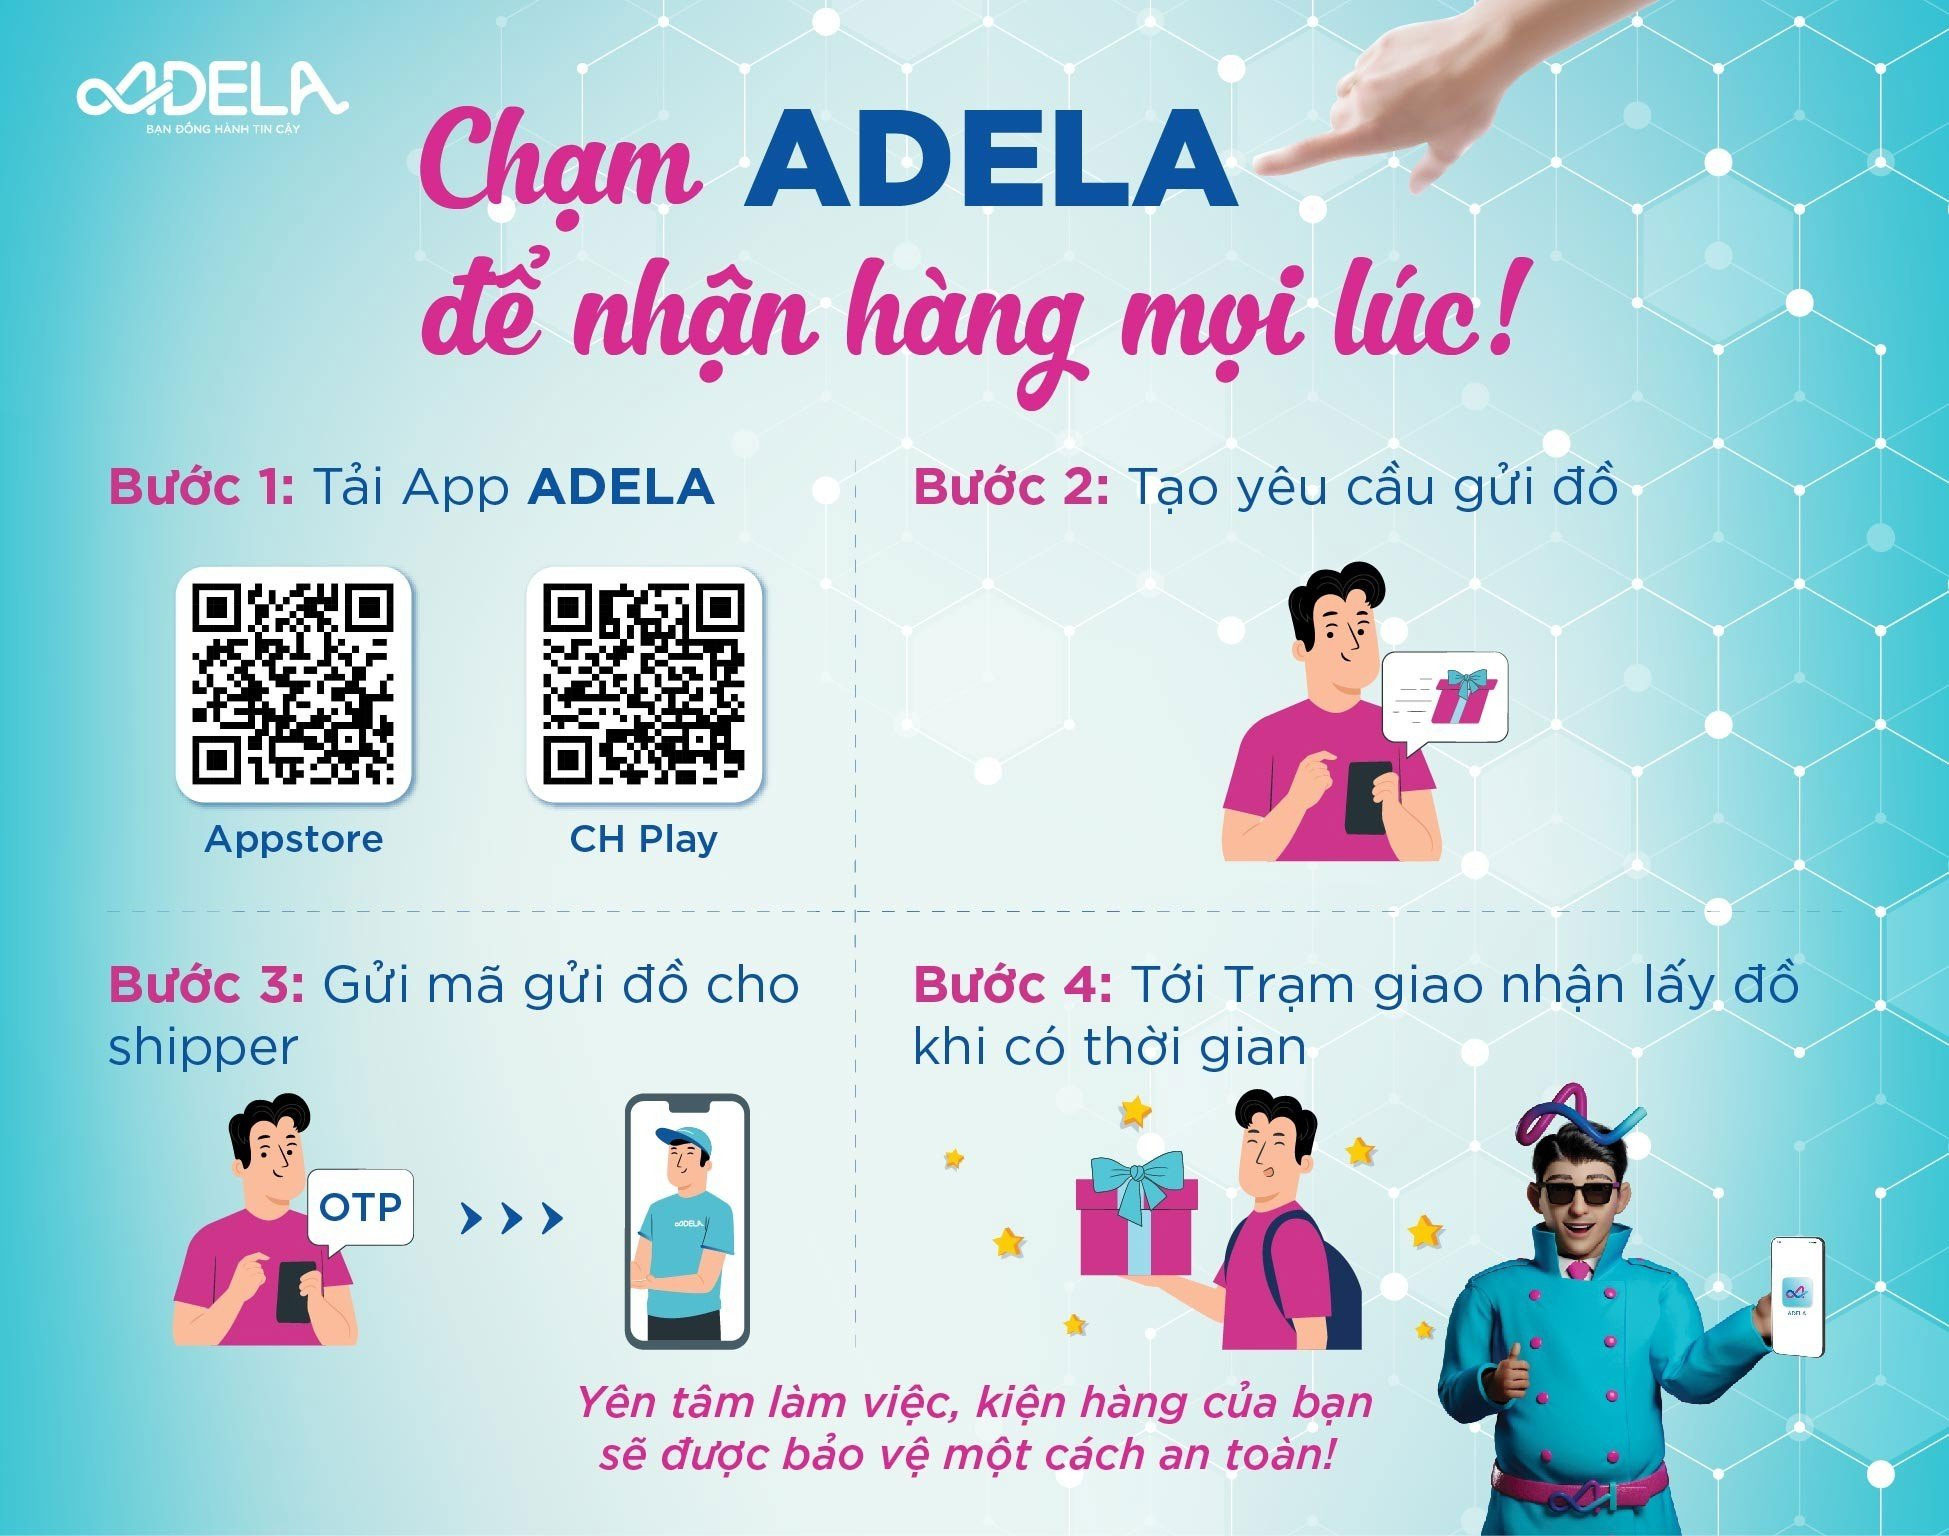 ADELA
BẠN ĐỒNG HÀNH TIN CẬY
Chạm ADELA
để nhận hàng mọi lúc!
Bước 1: Tải App ADELA
Appstore
CH Play
Bước 2: Tạo yêu cầu gửi đồ
Bước 3: Gửi mã gửi đồ cho
shipper
OTP
ADELA
Bước 4: Tới Trạm giao nhận lấy đồ
khi có thời gian
ADELA
Yên tâm làm việc, kiện hàng của bạn
sẽ được bảo vệ một cách an toàn!